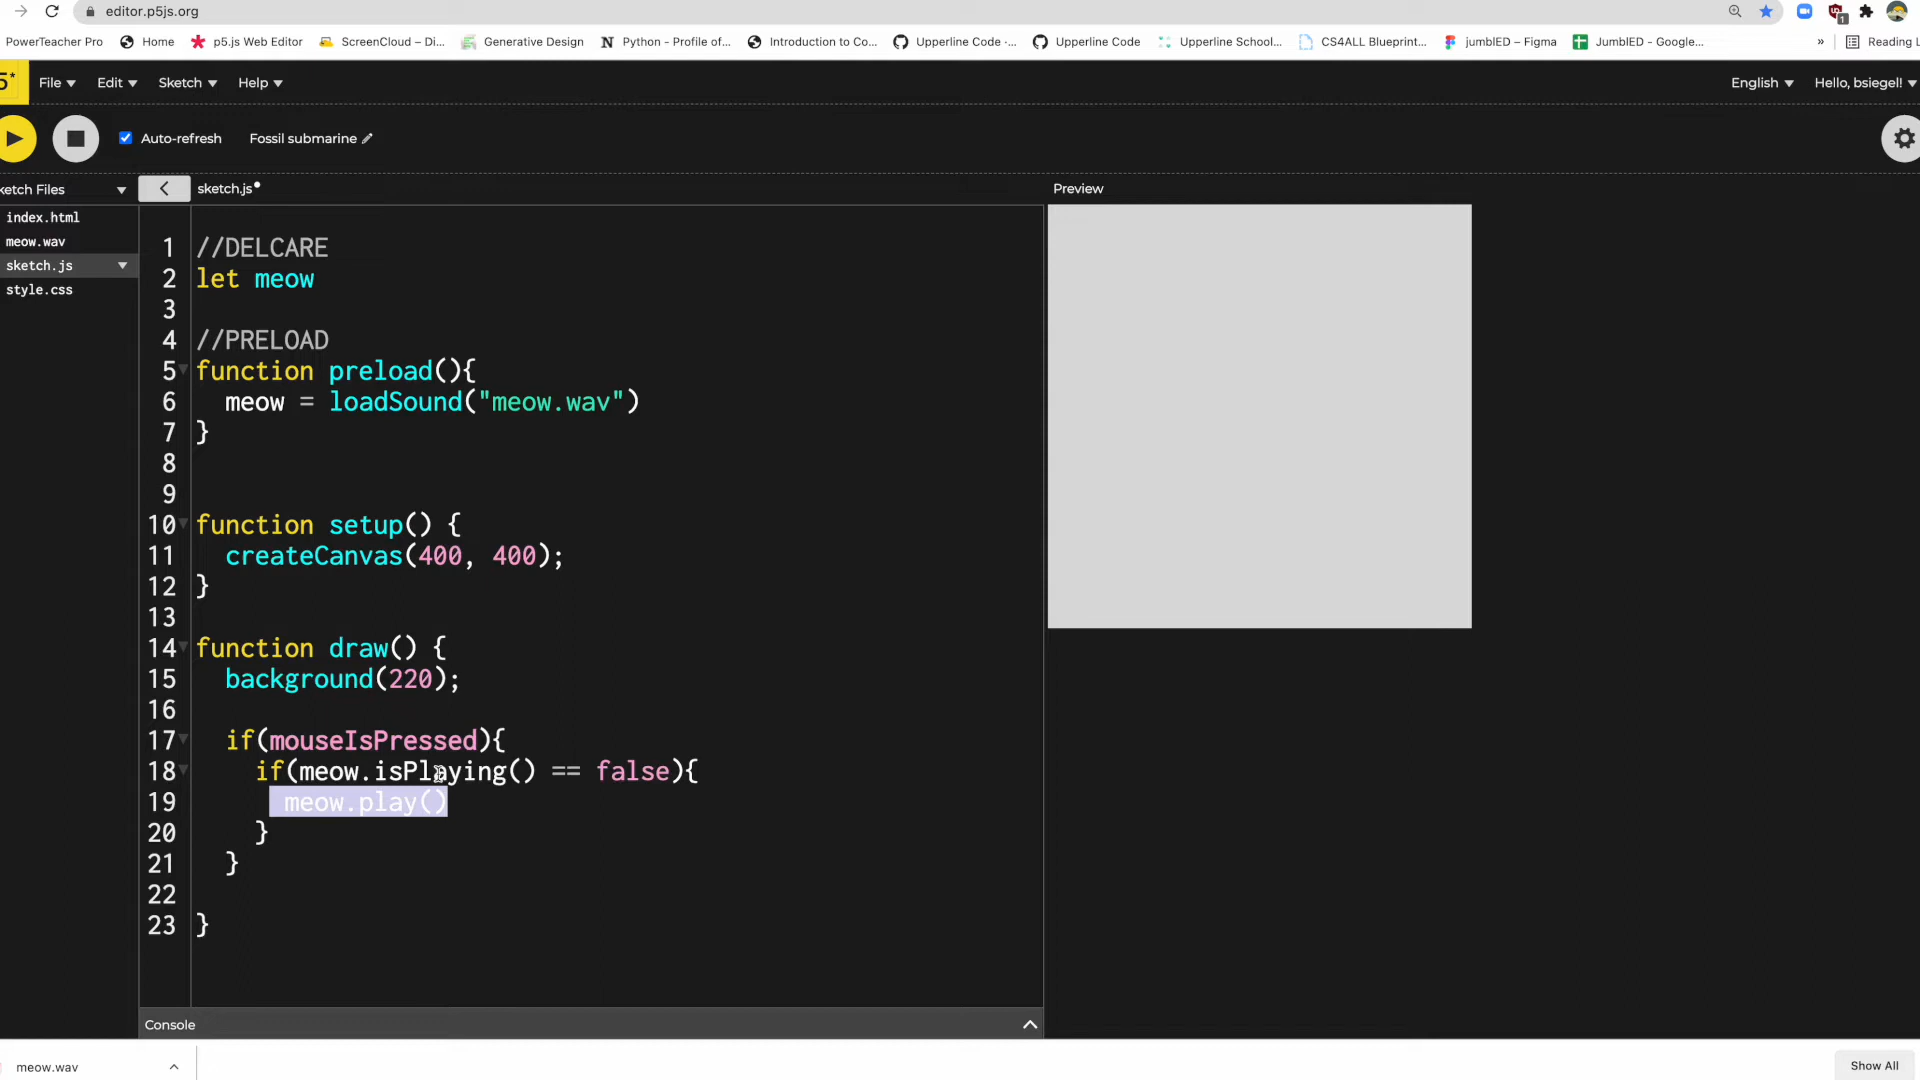 editor.p5js.org
PowerTeacher Pro Home p5.js Web Editor ScreenCloud – Di... Generative Design Python - Profile of... Introduction to Co... Upperline Code -... Upperline Code Upperline School... CS4ALL Blueprint... jumblED – Figma JumblED - Google... » Reading L
5* File Edit Sketch Help English Hello, bsiegel!
Auto-refresh Fossil submarine
ketch Files sketch.js Preview
index.html
meow.wav
sketch.js
style.css
1 //DELCARE
2 let meow
3
4 //PRELOAD
5 function preload(){
6 meow = loadSound("meow.wav")
7 }
8
9
10 function setup() {
11 createCanvas(400, 400);
12 }
13
14 function draw() {
15 background(220);
16
17 if(mouseIsPressed){
18 if(meow.isPlaying() == false){
19 meow.play()
20 }
21 }
22
23 }
Console
meow.wav Show All